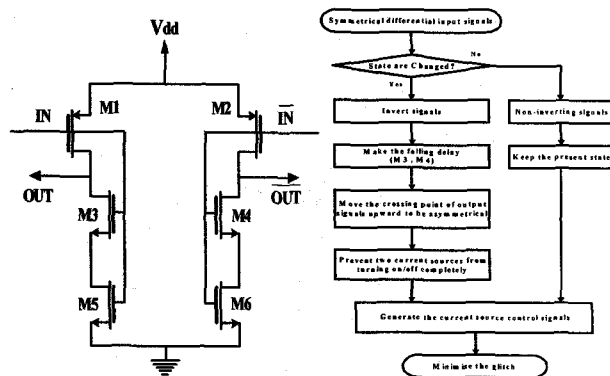 Vdd
M1
M2
IN
IN
OUT
OUT
M3
M4
M5
M6
Symmetrical differential input signals
State are Changed?
No
Yes
Invert signals
Non-inverting signals
Make the falling delay
(M3, M4)
Keep the present state
Move the crossing point of output
signals upward to be asymmetrical
Prevent two current sources from
turning on/off completely
Generate the current source control signals
Minimize the glitch